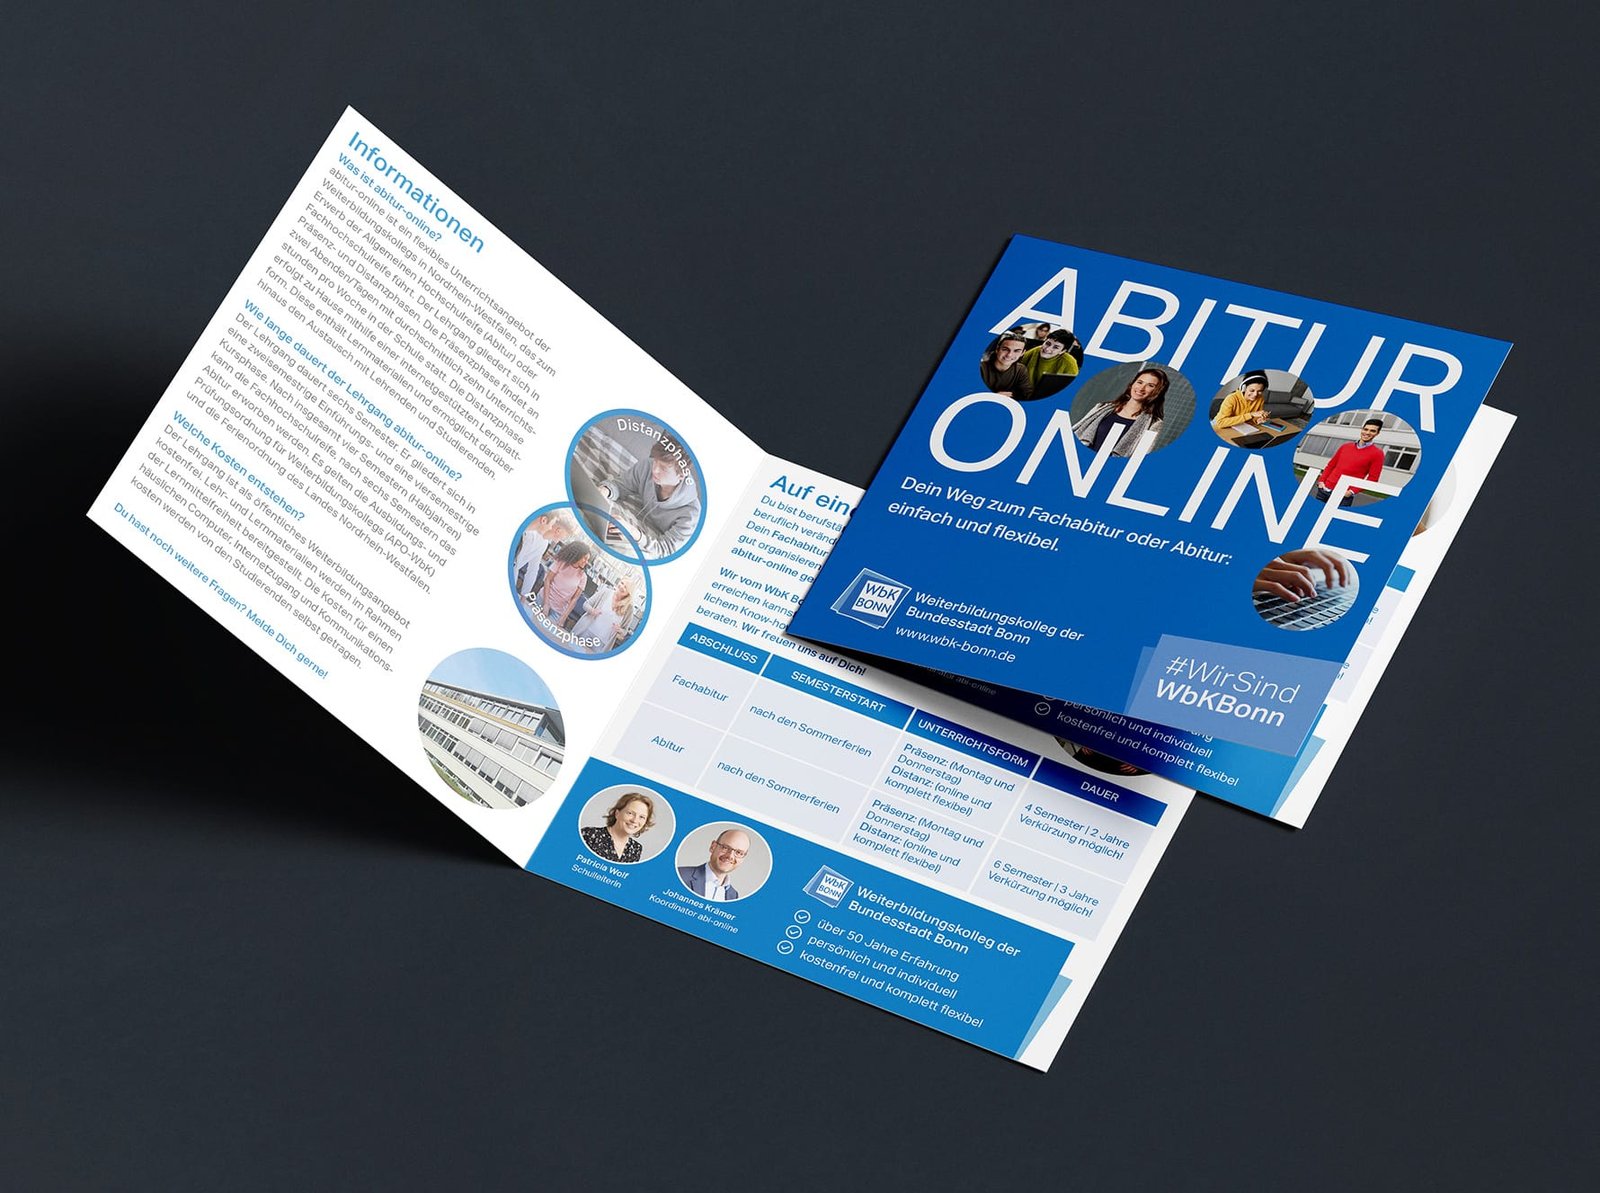 Informationen
Was ist abitur-online?
abitur-online ist ein flexibles Unterrichtsangebot der
Weiterbildungskollegs in Nordrhein-Westfalen, das zum
Erwerb der Allgemeinen Hochschulreife (Abitur) oder
Fachhochschulreife führt. Der Lehrgang gliedert sich in
Präsenz- und Distanzphasen. Die Präsenzphase findet an
zwei Abenden/Tagen mit durchschnittlich zehn Unterrichts-
stunden pro Woche in der Schule statt. Die Distanzphase
erfolgt zu Hause mithilfe einer internetgestützten Lernplatt-
form. Diese enthält Lernmaterialien und ermöglicht darüber
hinaus den Austausch mit Lehrenden und Studierenden.
Wie lange dauert der Lehrgang abitur-online?
Der Lehrgang dauert sechs Semester. Er gliedert sich in
eine zweisemestrige Einführungs- und eine viersemestrige
Kursphase. Nach insgesamt vier Semestern (Halbjahren)
kann die Fachhochschulreife, nach sechs Semestern das
Abitur erworben werden. Es gelten die Ausbildungs- und
Prüfungsordnung für Weiterbildungskollegs (APO-WbK)
und die Ferienordnung des Landes Nordrhein-Westfalen.
Welche Kosten entstehen?
Der Lehrgang ist als öffentliches Weiterbildungsangebot
kostenfrei. Lehr- und Lernmaterialien werden im Rahmen
der Lernmittelfreiheit bereitgestellt. Die Kosten für einen
häuslichen Computer, Internetzugang und Kommunikations-
kosten werden von den Studierenden selbst getragen.
Du hast noch weitere Fragen? Melde Dich gerne!
Distanzphase
Präsenzphase
Auf eine
Du bist berufstä
beruflich veränd
Dein Fachabitur
gut organisieren
abitur-online ge
Wir vom WbK Bo
erreichen kanns
lichem Know-ho
beraten. Wir freuen uns auf Dich!
ABSCHLUSS SEMESTERSTART UNTERRICHTSFORM DAUER
Fachabitur
nach den Sommerferien
Präsenz: (Montag und
Donnerstag)
Distanz: (online und
komplett flexibel)
4 Semester | 2 Jahre
Verkürzung möglich!
Abitur
nach den Sommerferien
Präsenz: (Montag und
Donnerstag)
Distanz: (online und
komplett flexibel)
6 Semester | 3 Jahre
Verkürzung möglich!
Patricia Wolf
Schulleiterin
Johannes Krämer
Koordinator abi-online
WbK
BONN
Weiterbildungskolleg der
Bundesstadt Bonn
über 50 Jahre Erfahrung
persönlich und individuell
kostenfrei und komplett flexibel
ABITUR
ONLINE
Dein Weg zum Fachabitur oder Abitur:
einfach und flexibel.
WbK
BONN
Weiterbildungskolleg der
Bundesstadt Bonn
www.wbk-bonn.de
#WirSind
WbKBonn
abi-online
persönlich und individuell
kostenfrei und komplett flexibel